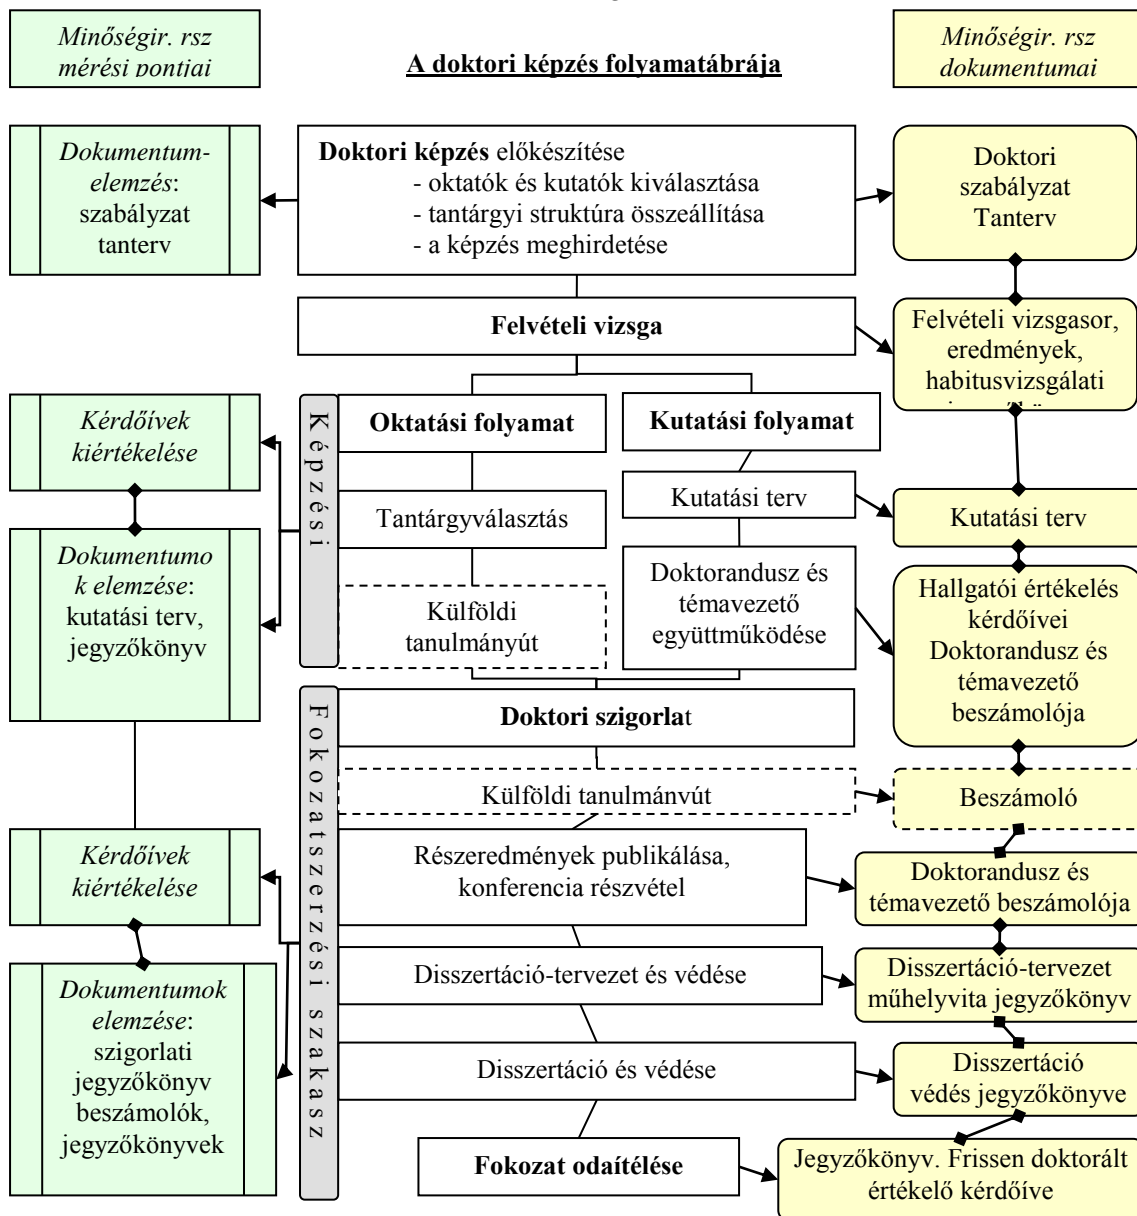 Minőségir. rsz
mérési pontjai
A doktori képzés folyamatábrája
Minőségir. rsz
dokumentumai
Dokumentum-
elemzés:
szabályzat
tanterv
Doktori képzés előkészítése
- oktatók és kutatók kiválasztása
- tantárgyi struktúra összeállítása
- a képzés meghirdetése
Doktori
szabályzat
Tanterv
Felvételi vizsga
Felvételi vizsgasor,
eredmények,
habitusvizsgálati
Képzési
Oktatási folyamat
Kutatási folyamat
Kérdőívek
kiértékelése
Tantárgyválasztás
Kutatási terv
Kutatási terv
Dokumentumo
k elemzése:
kutatási terv,
jegyzőkönyv
Külföldi
tanulmányút
Doktorandusz és
témavezető
együttműködése
Hallgatói értékelés
kérdőívei
Doktorandusz és
témavezető
beszámolója
Fokozatszerzési szakasz
Doktori szigorlat
Külföldi tanulmányút
Beszámoló
Kérdőívek
kiértékelése
Részeredmények publikálása,
konferencia részvétel
Doktorandusz és
témavezető beszámolója
Dokumentumok
elemzése:
szigorlati
jegyzőkönyv
beszámolók,
jegyzőkönyvek
Disszertáció-tervezet és védése
Disszertáció-tervezet
műhelyvita jegyzőkönyv
Disszertáció és védése
Disszertáció
védés jegyzőkönyve
Fokozat odaítélése
Jegyzőkönyv. Frissen doktorált
értékelő kérdőíve